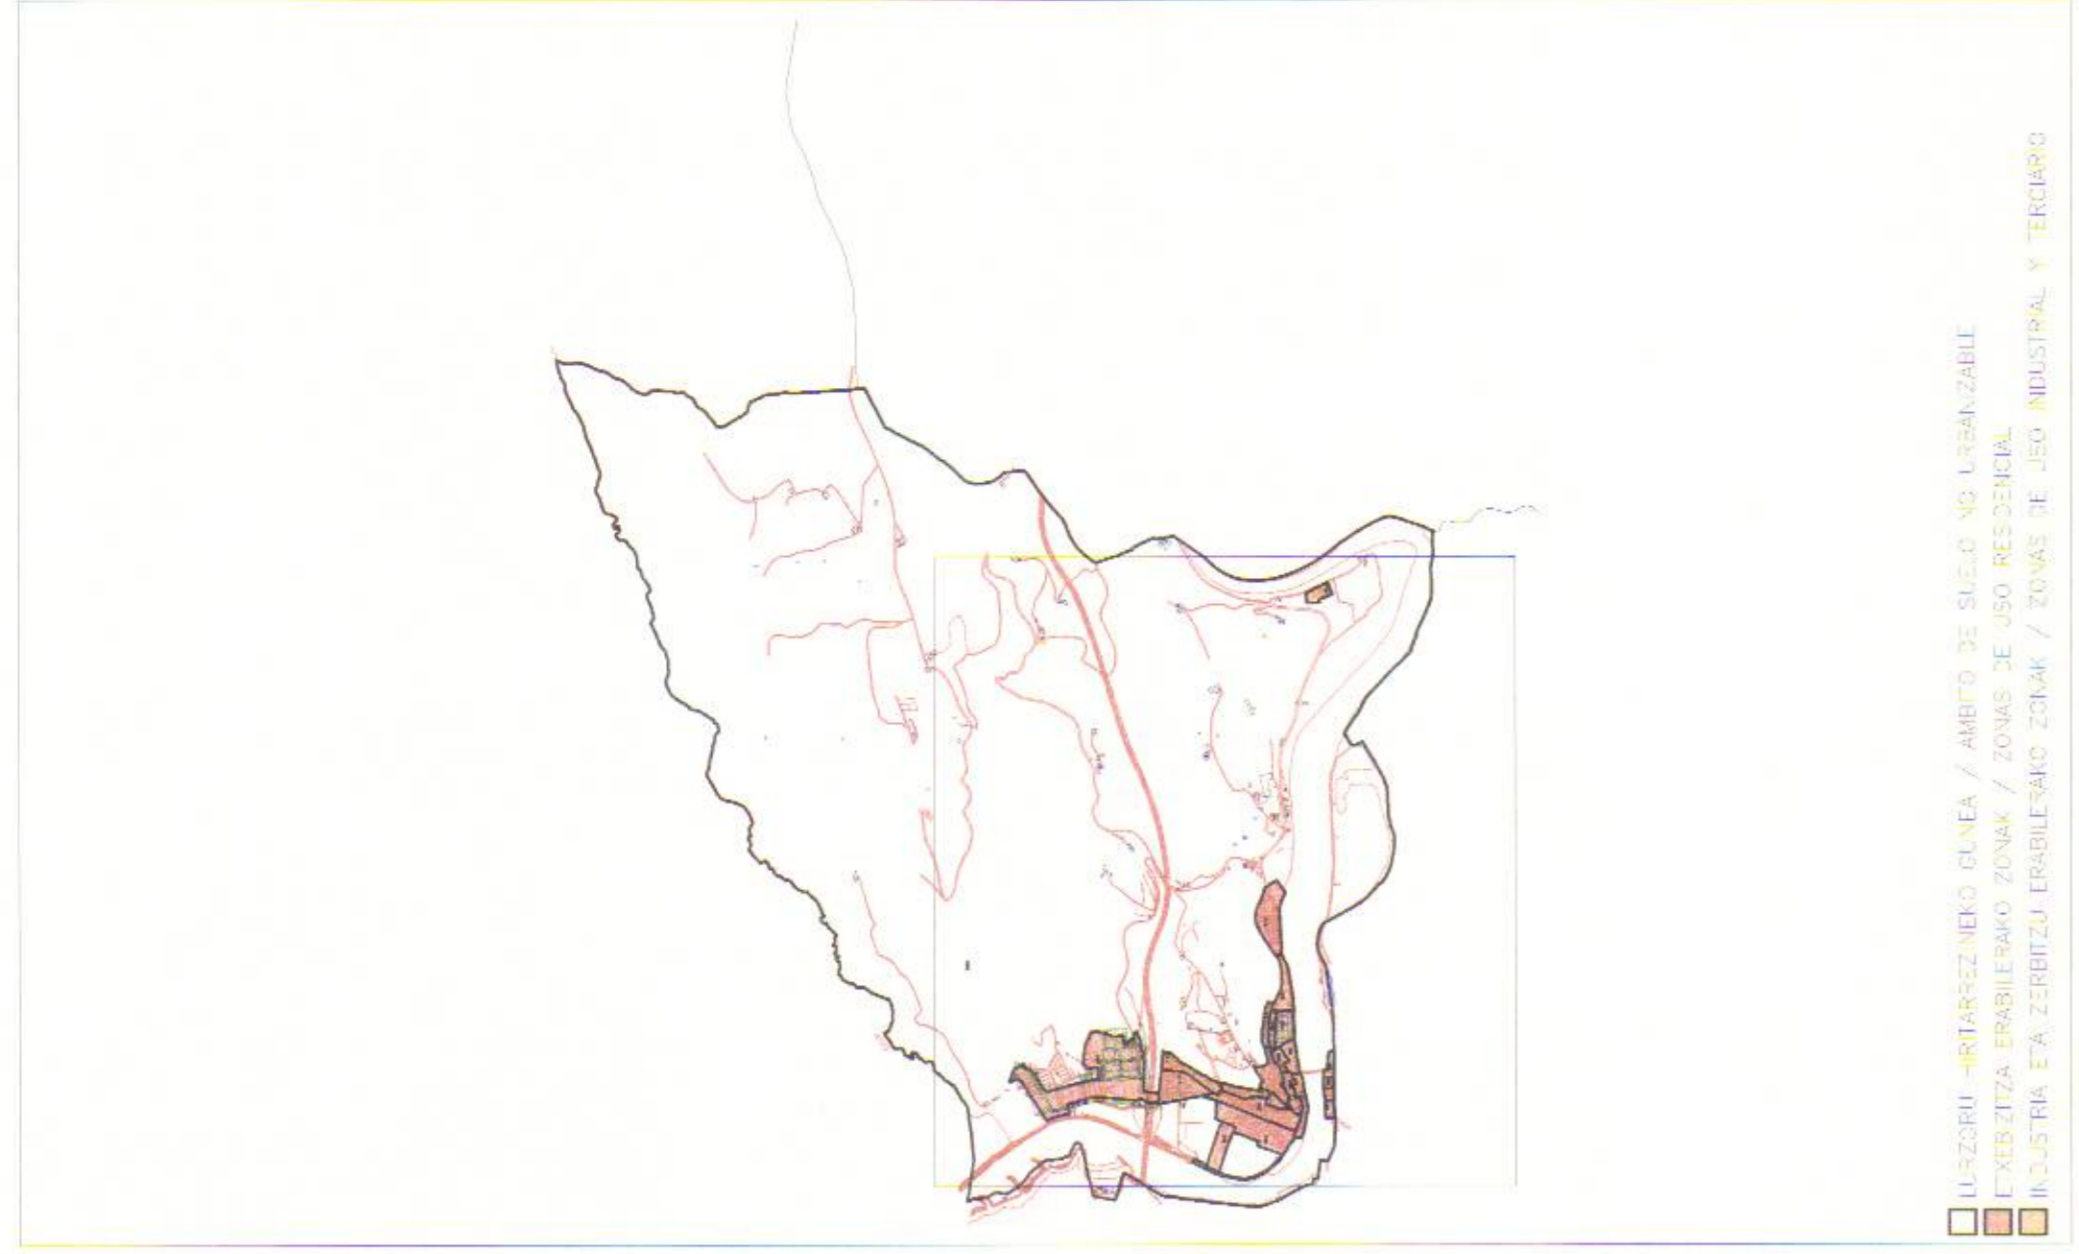 LURZORU HIRITARREZINEKO GUNEA / AMBITO DE SUELO NO URBANIZABLE
ETXEBIZITZA ERABILERAKO ZONAK / ZONAS DE USO RESIDENCIAL
INDUSTRIA ETA ZERBITZU ERABILERAKO ZONAK / ZONAS DE USO INDUSTRIAL Y TERCIARIO